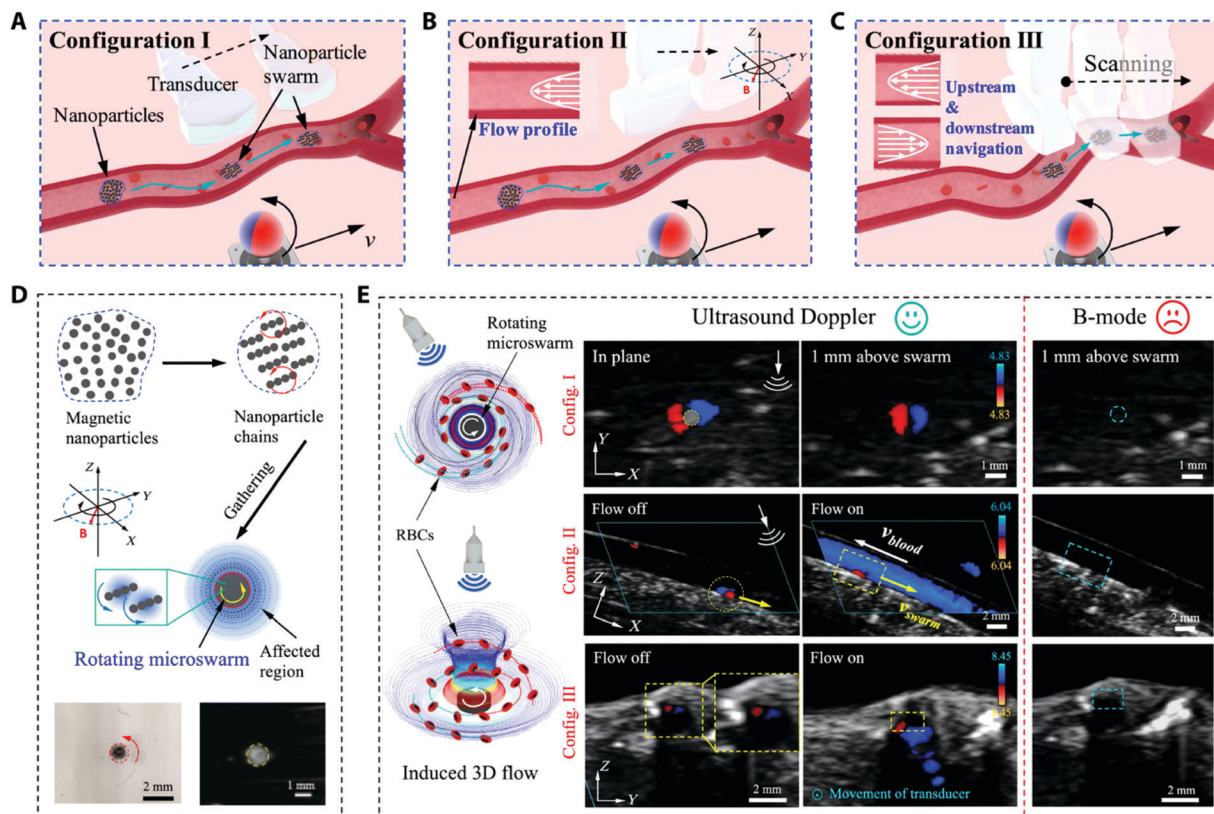 A
Configuration I
Transducer
Nanoparticle
swarm
Nanoparticles
v
B
Configuration II
Flow profile
Z
Y
X
B
C
Configuration III
Scanning
Upstream
&
downstream
navigation
D
Magnetic
nanoparticles
Nanoparticle
chains
Gathering
Z
Y
X
B
Rotating microswarm
Affected
region
2 mm
1 mm
E
Ultrasound Doppler
B-mode
Rotating
microswarm
RBCs
Induced 3D flow
Config. I
In plane
Y
X
1 mm above swarm
4.83
4.83
1 mm
1 mm above swarm
1 mm
Config. II
Flow off
Z
X
Flow on
vblood
vswarm
6.04
6.04
2 mm
2 mm
Config. III
Flow off
Z
Y
2 mm
Flow on
8.45
8.45
Movement of transducer
2 mm